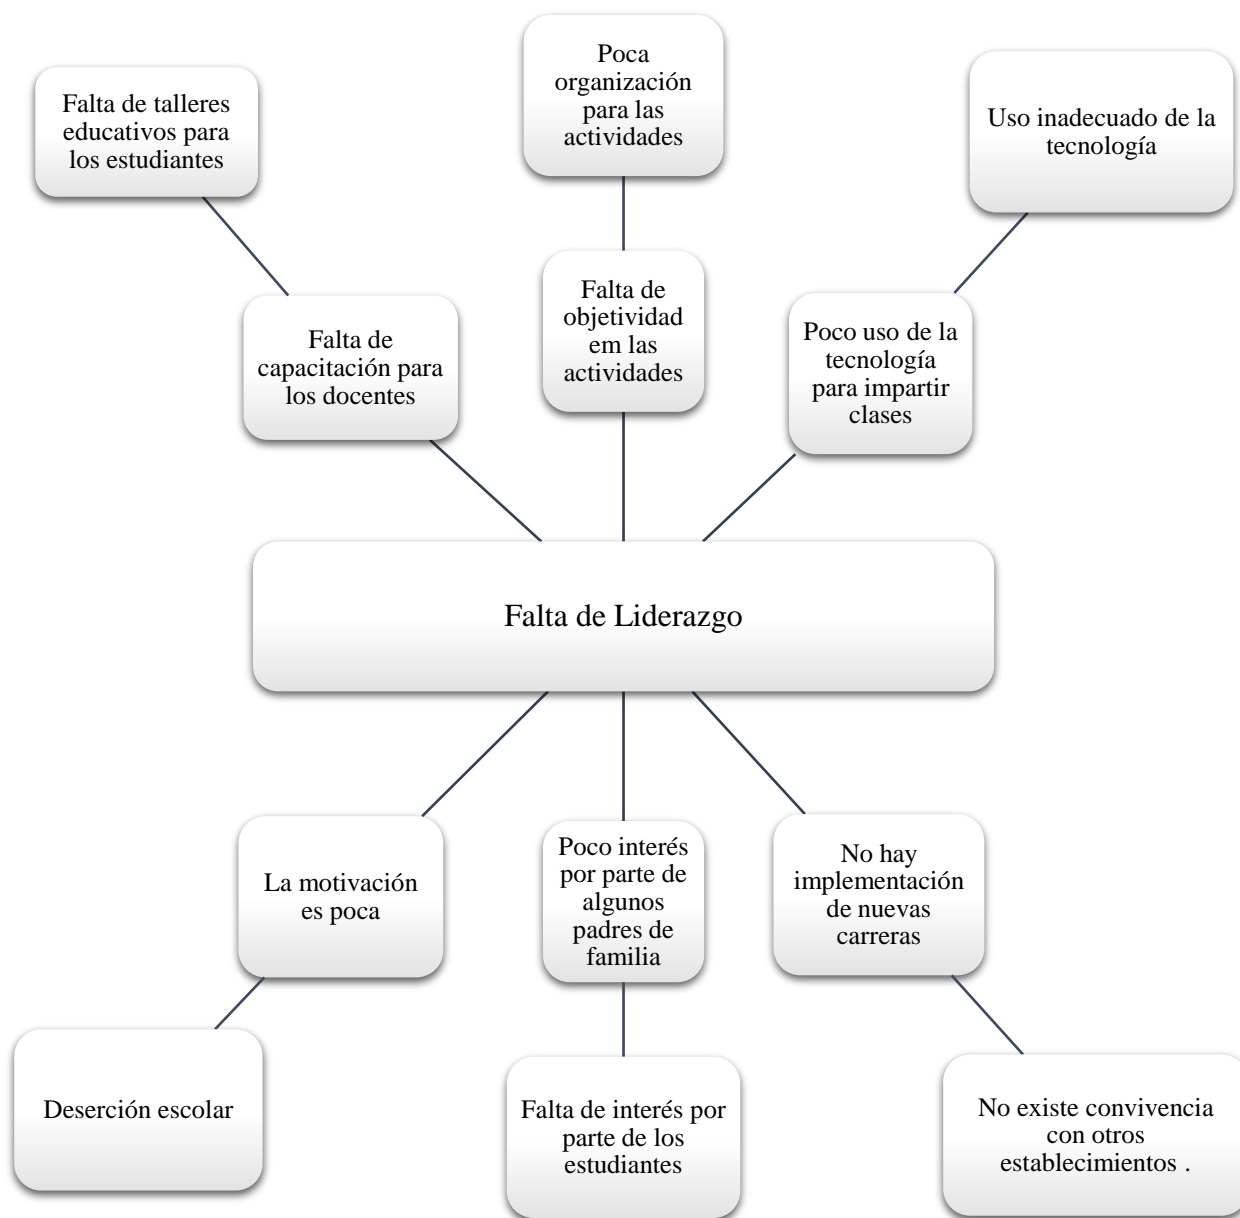 Poca
organización
para las
actividades
Falta de talleres
educativos para
los estudiantes
Uso inadecuado de la
tecnología
Falta de
objetividad
em las
actividades
Falta de
capacitación para
los docentes
Poco uso de la
tecnología
para impartir
clases
Falta de Liderazgo
La motivación
es poca
Poco interés
por parte de
algunos
padres de
familia
No hay
implementación
de nuevas
carreras
Deserción escolar
Falta de interés por
parte de los
estudiantes
No existe convivencia
con otros
establecimientos .